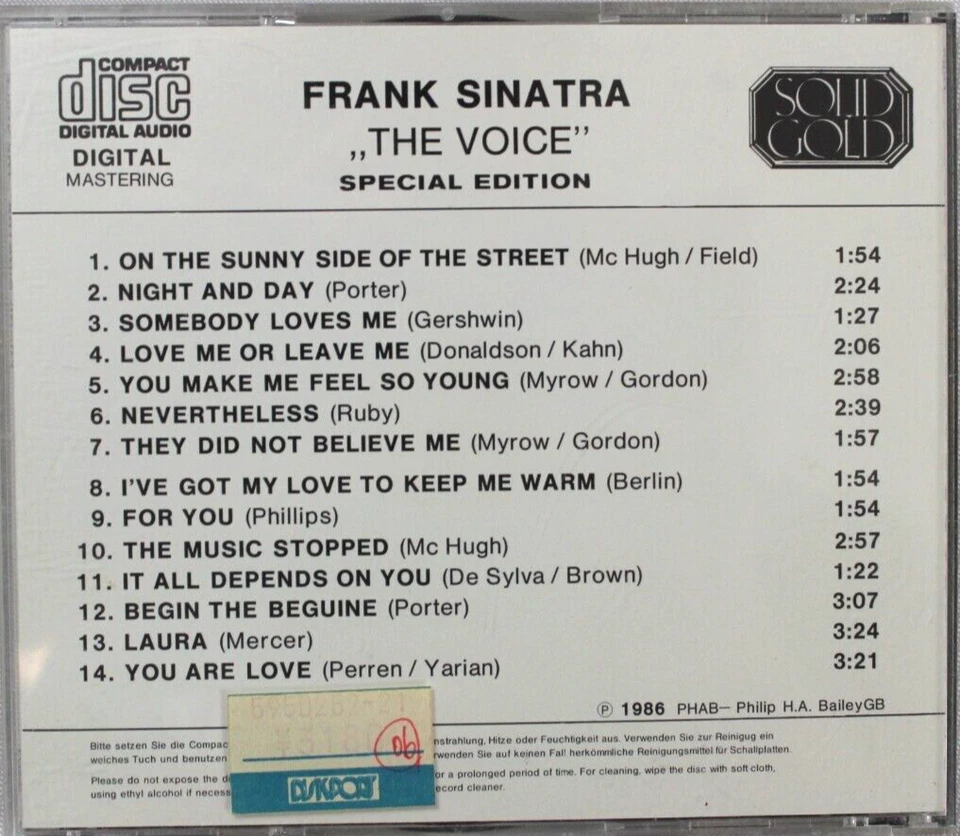 COMPACT
disc
DIGITAL AUDIO
DIGITAL
MASTERING
FRANK SINATRA
„THE VOICE”
SPECIAL EDITION
SOLID
GOLD
1. ON THE SUNNY SIDE OF THE STREET (Mc Hugh / Field) 1:54
2. NIGHT AND DAY (Porter) 2:24
3. SOMEBODY LOVES ME (Gershwin) 1:27
4. LOVE ME OR LEAVE ME (Donaldson / Kahn) 2:06
5. YOU MAKE ME FEEL SO YOUNG (Myrow / Gordon) 2:58
6. NEVERTHELESS (Ruby) 2:39
7. THEY DID NOT BELIEVE ME (Myrow / Gordon) 1:57
8. I'VE GOT MY LOVE TO KEEP ME WARM (Berlin) 1:54
9. FOR YOU (Phillips) 1:54
10. THE MUSIC STOPPED (Mc Hugh) 2:57
11. IT ALL DEPENDS ON YOU (De Sylva / Brown) 1:22
12. BEGIN THE BEGUINE (Porter) 3:07
13. LAURA (Mercer) 3:24
14. YOU ARE LOVE (Perren / Yarian) 3:21
℗ 1986 PHAB— Philip H.A. BaileyGB
Bitte setzen Sie die Compac nstrahlung, Hitze oder Feuchtigkeit aus. Verwenden Sie zur Reinigug ein
weiches Tuch und benutzen rwenden Sie auf keinen Fall herkömmliche Reinigungsmittel für Schallplatten.
Please do not expose the d or a prolonged period of time. For cleaning, wipe the disc with soft cloth,
using ethyl alcohol if necess ecord cleaner.
06
DISKPORT